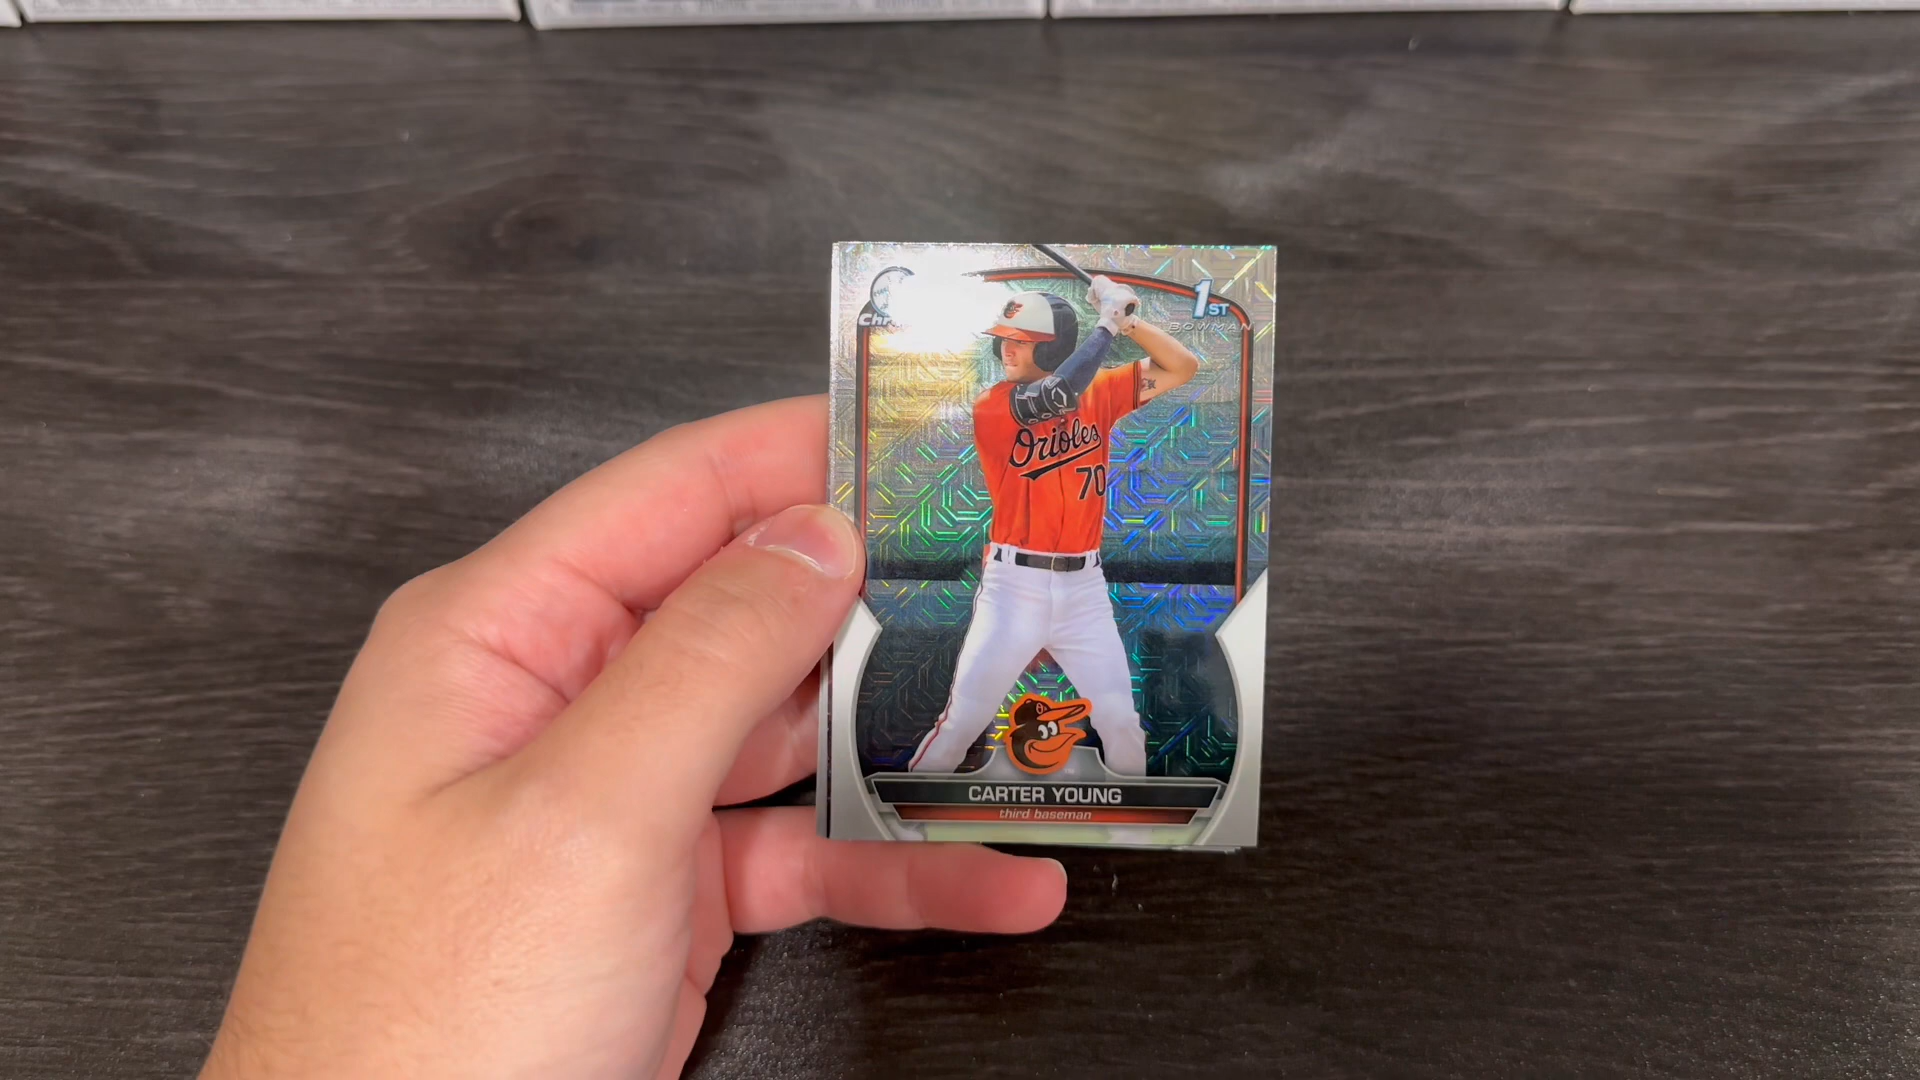 1ST
BOWMAN
Orioles
70
CARTER YOUNG
third baseman